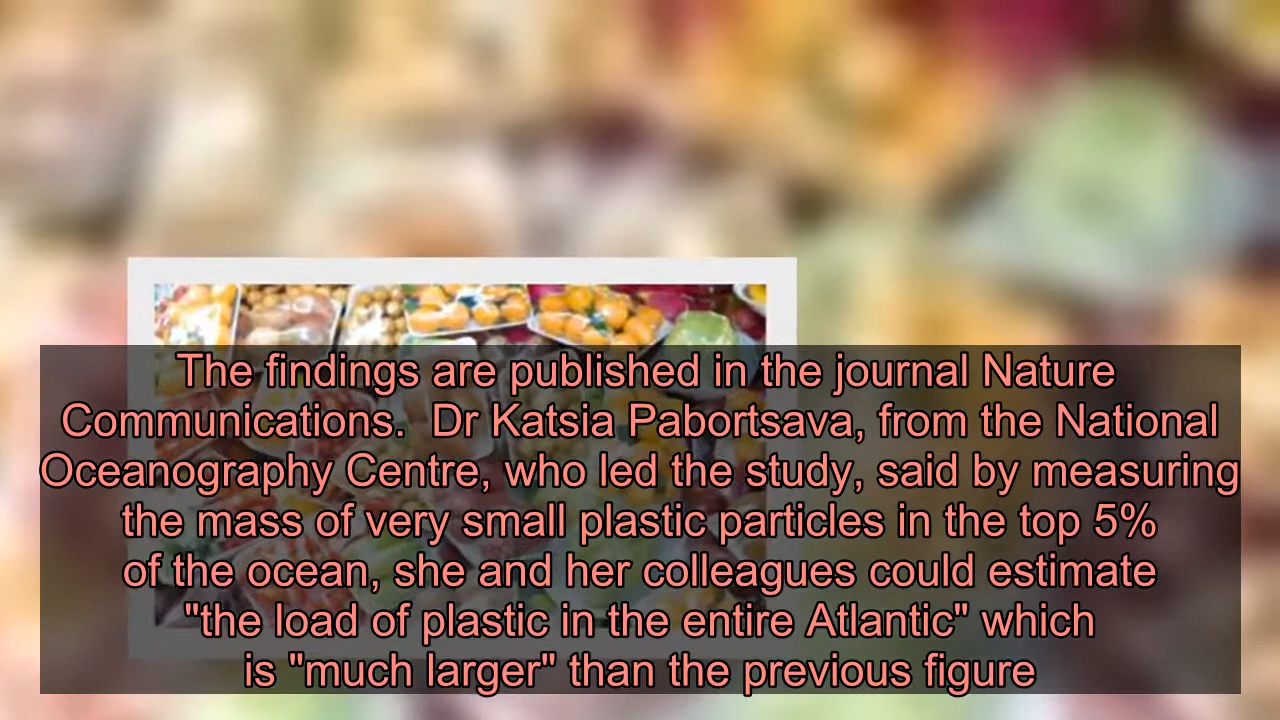 The findings are published in the journal Nature
Communications.  Dr Katsia Pabortsava, from the National
Oceanography Centre, who led the study, said by measuring
the mass of very small plastic particles in the top 5%
of the ocean, she and her colleagues could estimate
"the load of plastic in the entire Atlantic" which
is "much larger" than the previous figure